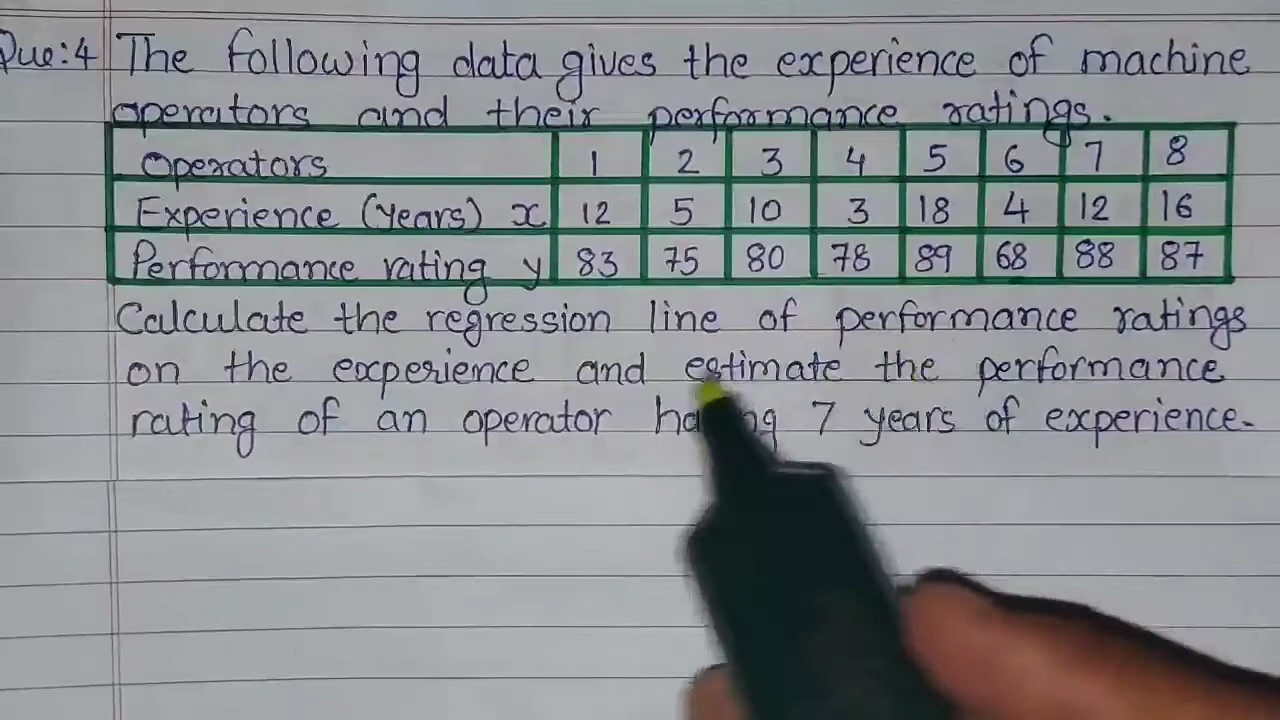 Que:4 The following data gives the experience of machine
operators and their performance ratings.
Operators 1 2 3 4 5 6 7 8
Experience (years) x 12 5 10 3 18 4 12 16
Performance rating y 83 75 80 78 89 68 88 87
Calculate the regression line of performance ratings
on the experience and estimate the performance
rating of an operator 7 years of experience.